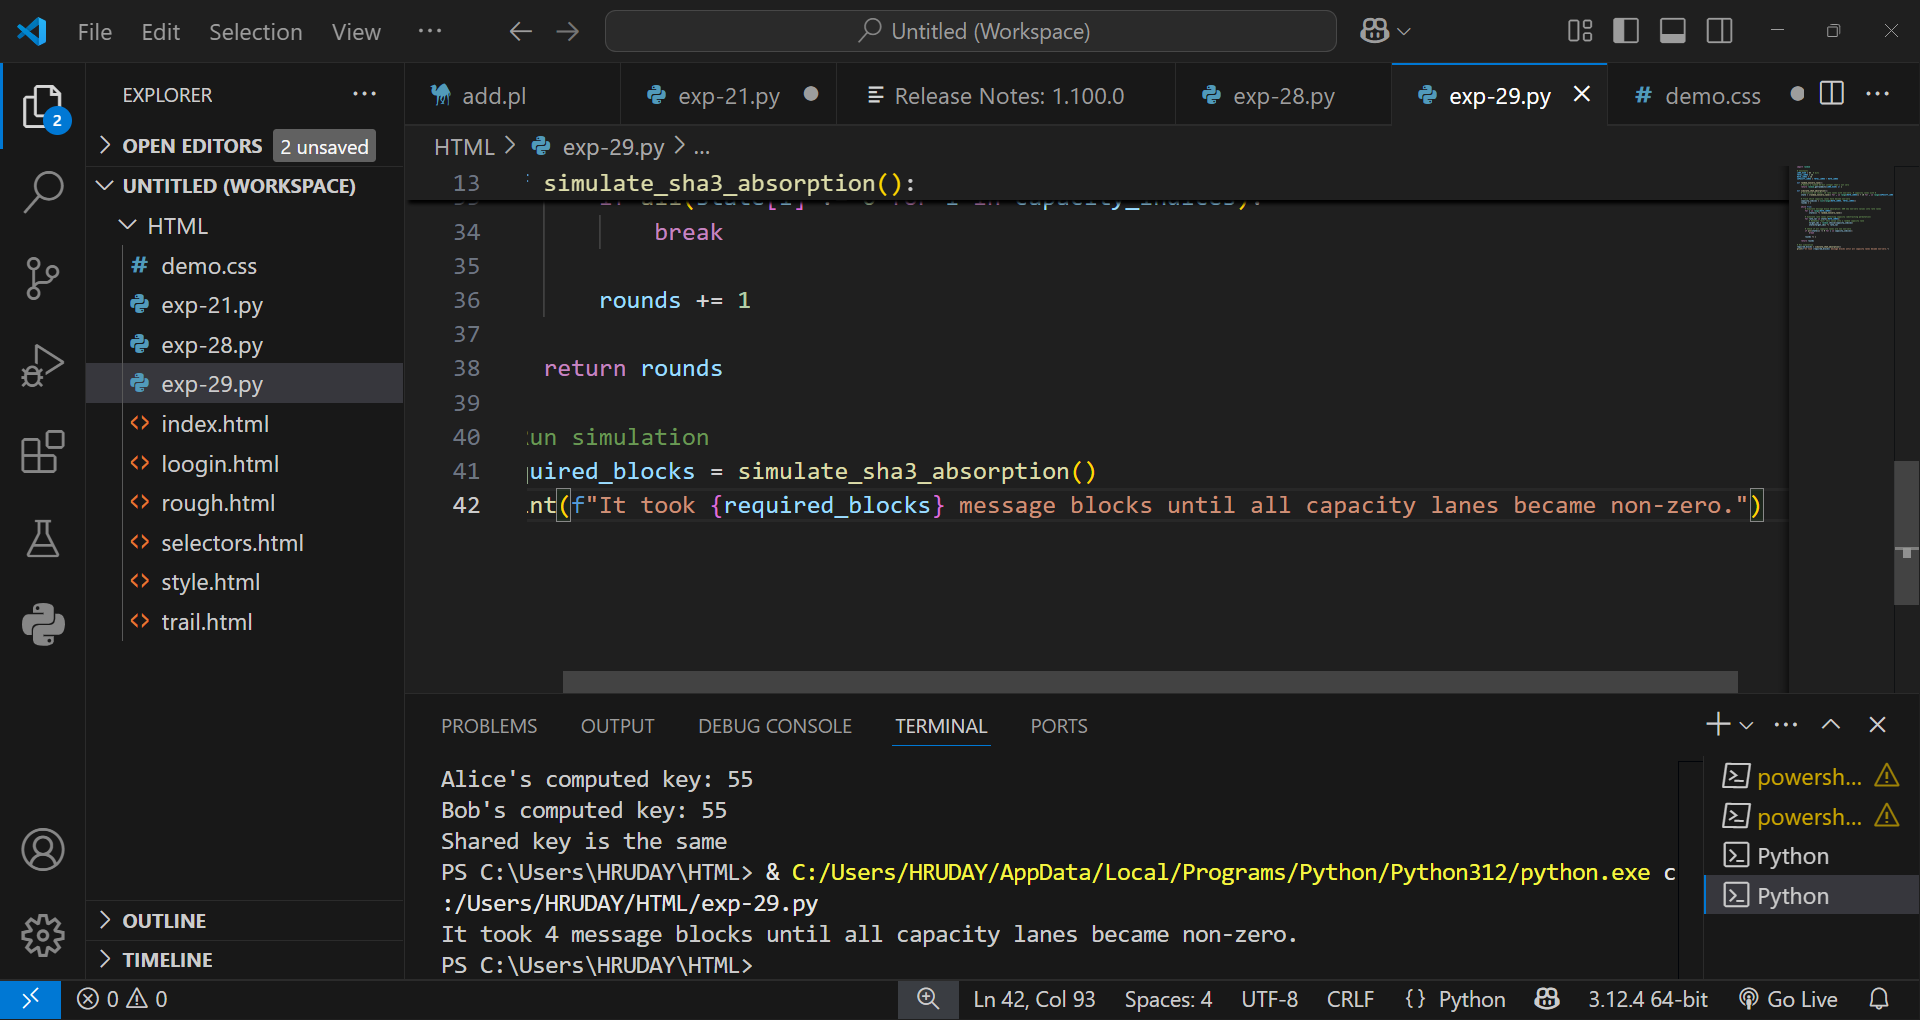 File Edit Selection View ··· Untitled (Workspace)
EXPLORER ···
2
OPEN EDITORS 2 unsaved
UNTITLED (WORKSPACE)
HTML
# demo.css
exp-21.py
exp-28.py
exp-29.py
<> index.html
<> loogin.html
<> rough.html
<> selectors.html
<> style.html
<> trail.html
OUTLINE
TIMELINE
add.pl exp-21.py Release Notes: 1.100.0 exp-28.py exp-29.py # demo.css ···
HTML > exp-29.py > ...
13 simulate_sha3_absorption():
34 break
35
36 rounds += 1
37
38 return rounds
39
40 un simulation
41 uired_blocks = simulate_sha3_absorption()
42 nt(f"It took {required_blocks} message blocks until all capacity lanes became non-zero.")
PROBLEMS OUTPUT DEBUG CONSOLE TERMINAL PORTS
Alice's computed key: 55
Bob's computed key: 55
Shared key is the same
PS C:\Users\HRUDAY\HTML> & C:/Users/HRUDAY/AppData/Local/Programs/Python/Python312/python.exe c
:/Users/HRUDAY/HTML/exp-29.py
It took 4 message blocks until all capacity lanes became non-zero.
PS C:\Users\HRUDAY\HTML>
powersh...
powersh...
Python
Python
0 0 Ln 42, Col 93 Spaces: 4 UTF-8 CRLF {} Python 3.12.4 64-bit Go Live